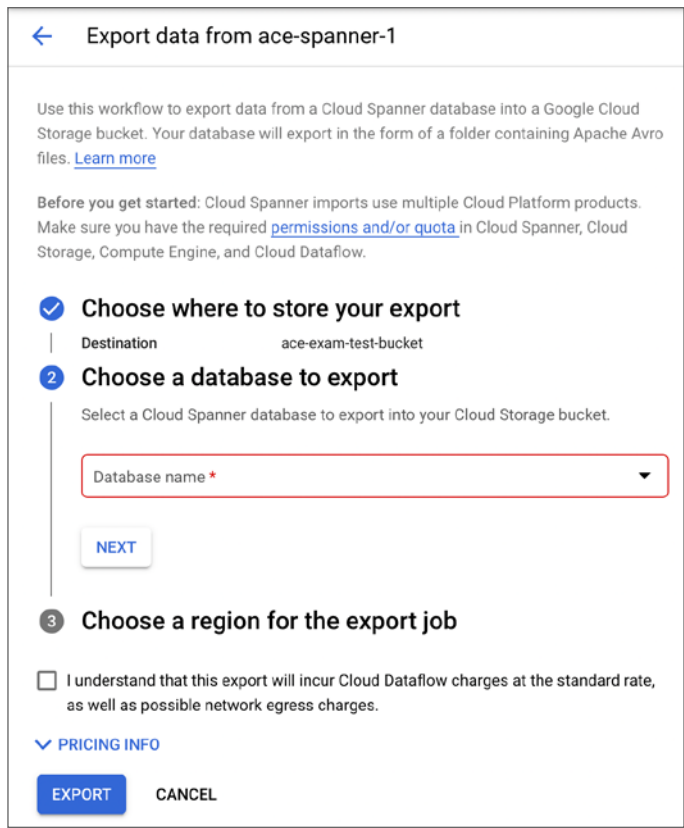 Export data from ace-spanner-1
Use this workflow to export data from a Cloud Spanner database into a Google Cloud
Storage bucket. Your database will export in the form of a folder containing Apache Avro
files. Learn more
Before you get started: Cloud Spanner imports use multiple Cloud Platform products.
Make sure you have the required permissions and/or quota in Cloud Spanner, Cloud
Storage, Compute Engine, and Cloud Dataflow.
Choose where to store your export
Destination ace-exam-test-bucket
2 Choose a database to export
Select a Cloud Spanner database to export into your Cloud Storage bucket.
Database name *
NEXT
3 Choose a region for the export job
I understand that this export will incur Cloud Dataflow charges at the standard rate,
as well as possible network egress charges.
PRICING INFO
EXPORT CANCEL